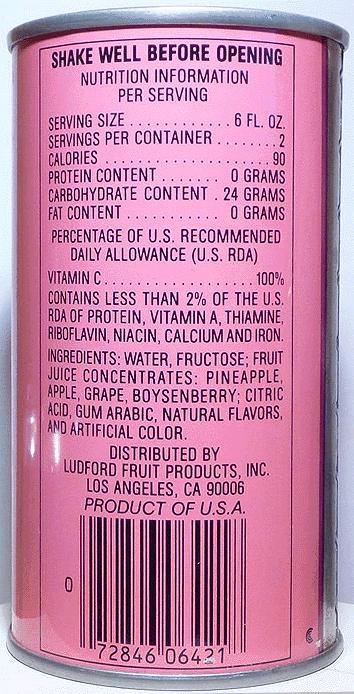 SHAKE WELL BEFORE OPENING
NUTRITION INFORMATION
PER SERVING
SERVING SIZE . . . . . . . . . . . . 6 FL. OZ.
SERVINGS PER CONTAINER . . . . . . . . 2
CALORIES . . . . . . . . . . . . . . . . . . . . 90
PROTEIN CONTENT . . . . . . . 0 GRAMS
CARBOHYDRATE CONTENT . 24 GRAMS
FAT CONTENT . . . . . . . . . . . 0 GRAMS
PERCENTAGE OF U.S. RECOMMENDED
DAILY ALLOWANCE (U.S. RDA)
VITAMIN C . . . . . . . . . . . . . . . . . . 100%
CONTAINS LESS THAN 2% OF THE U.S.
RDA OF PROTEIN, VITAMIN A, THIAMINE,
RIBOFLAVIN, NIACIN, CALCIUM AND IRON.
INGREDIENTS: WATER, FRUCTOSE; FRUIT
JUICE CONCENTRATES: PINEAPPLE,
APPLE, GRAPE, BOYSENBERRY; CITRIC
ACID, GUM ARABIC, NATURAL FLAVORS,
AND ARTIFICIAL COLOR.
DISTRIBUTED BY
LUDFORD FRUIT PRODUCTS, INC.
LOS ANGELES, CA 90006
PRODUCT OF U.S.A.
0
72846 06421